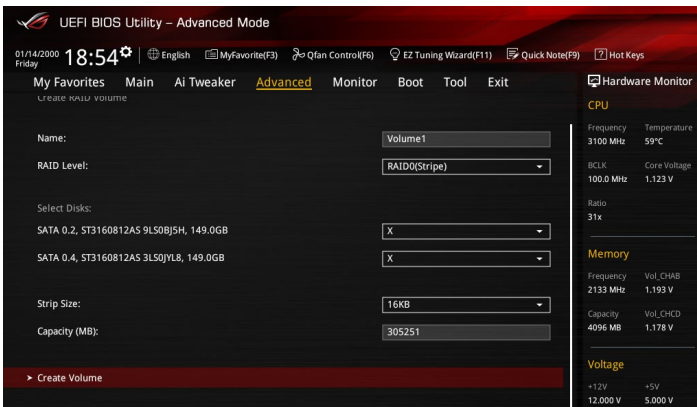 UEFI BIOS Utility – Advanced Mode
01/14/2000 Friday 18:54 English MyFavorite(F3) Qfan Control(F6) EZ Tuning Wizard(F11) Quick Note(F9) ? Hot Keys
My Favorites Main Ai Tweaker Advanced Monitor Boot Tool Exit
Create RAID Volume
Name: Volume1
RAID Level: RAID0(Stripe)
Select Disks:
SATA 0.2, ST3160812AS 9LS0BJ5H, 149.0GB X
SATA 0.4, ST3160812AS 3LS0JYL8, 149.0GB X
Strip Size: 16KB
Capacity (MB): 305251
> Create Volume
Hardware Monitor
CPU
Frequency Temperature
3100 MHz 59°C
BCLK Core Voltage
100.0 MHz 1.123 V
Ratio
31x
Memory
Frequency Vol_CHAB
2133 MHz 1.193 V
Capacity Vol_CHCD
4096 MB 1.178 V
Voltage
+12V +5V
12.000 V 5.000 V